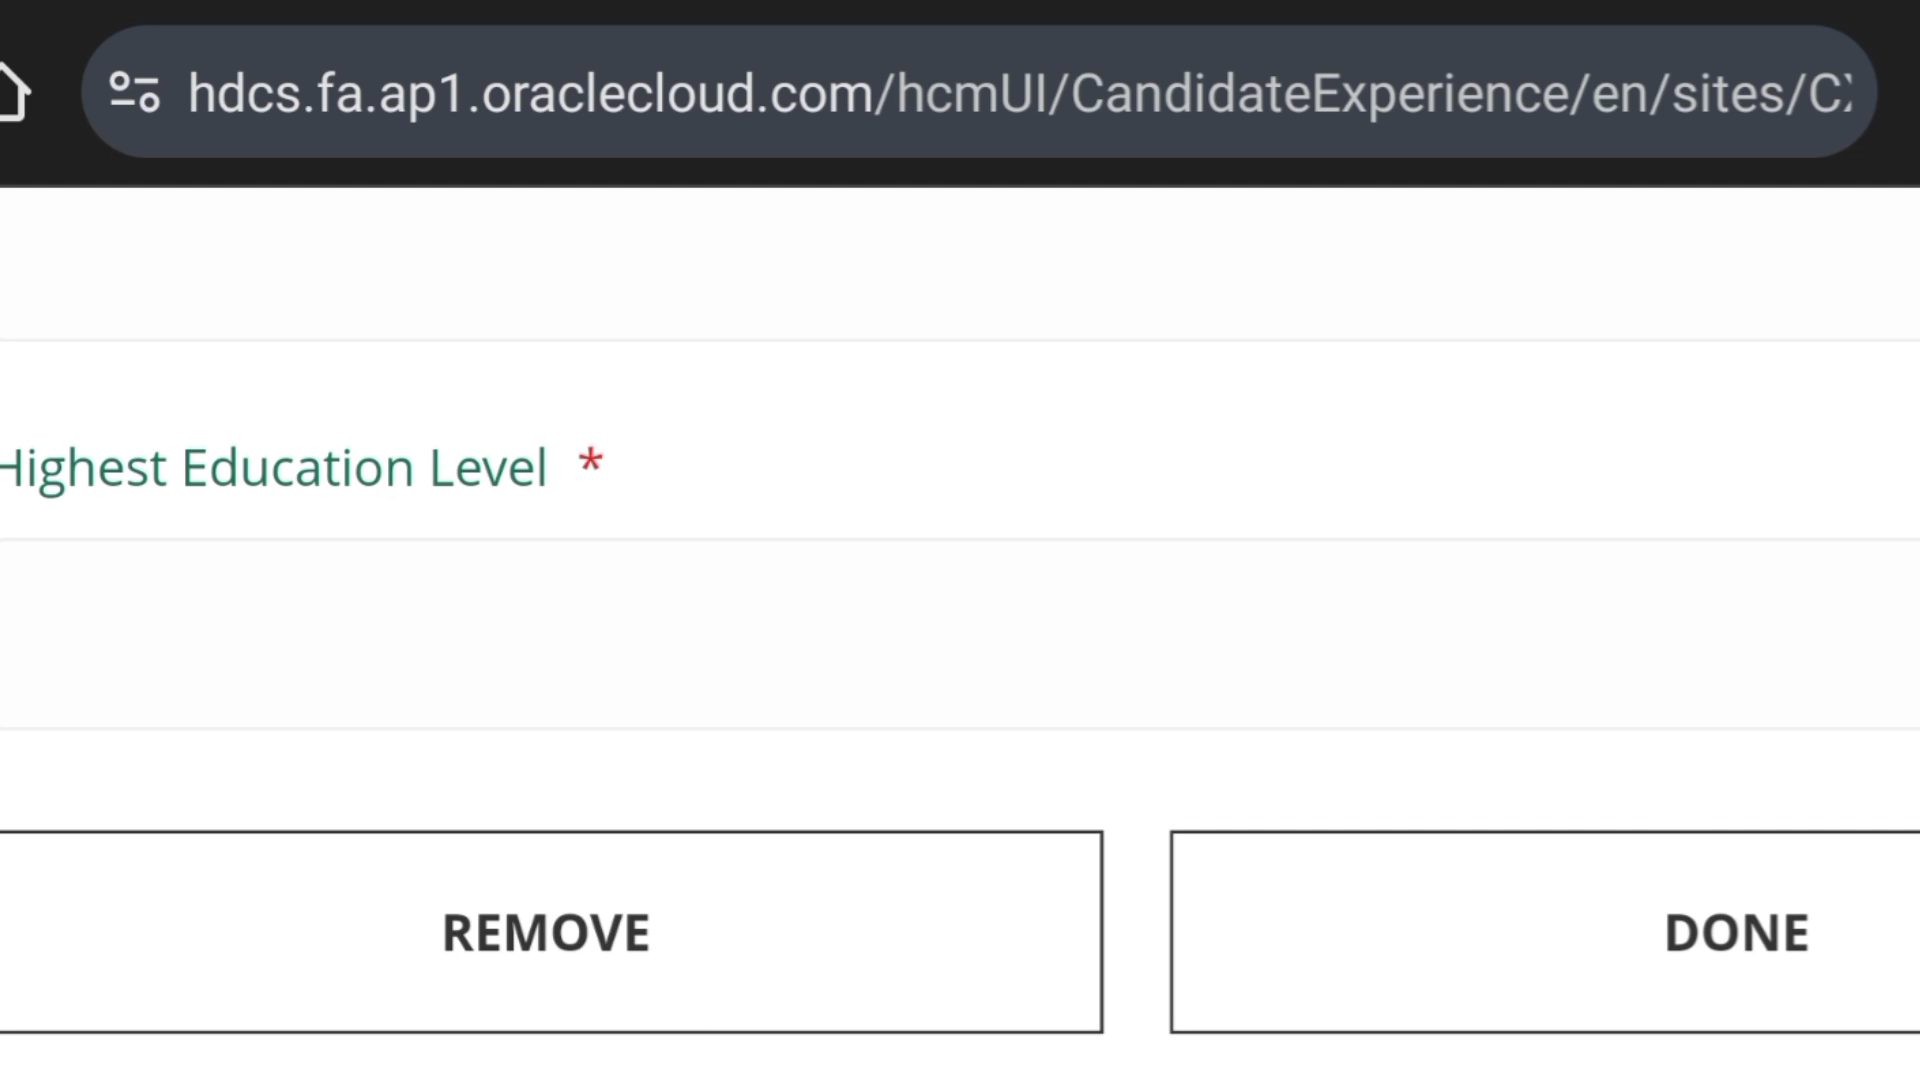 hdcs.fa.ap1.oraclecloud.com/hcmUI/CandidateExperience/en/sites/C
Highest Education Level *
REMOVE
DONE